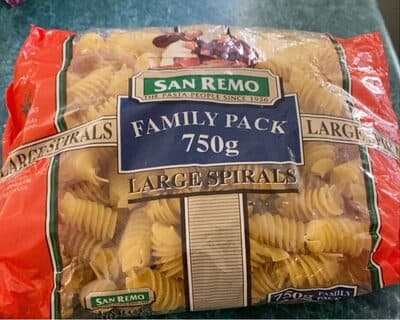 SAN REMO
THE PASTA PEOPLE SINCE 1936
FAMILY PACK
750g
LARGE SPIRALS
LARGE SPIRALS
LARGE SPIRALS
SAN REMO
750g FAMILY
PACK